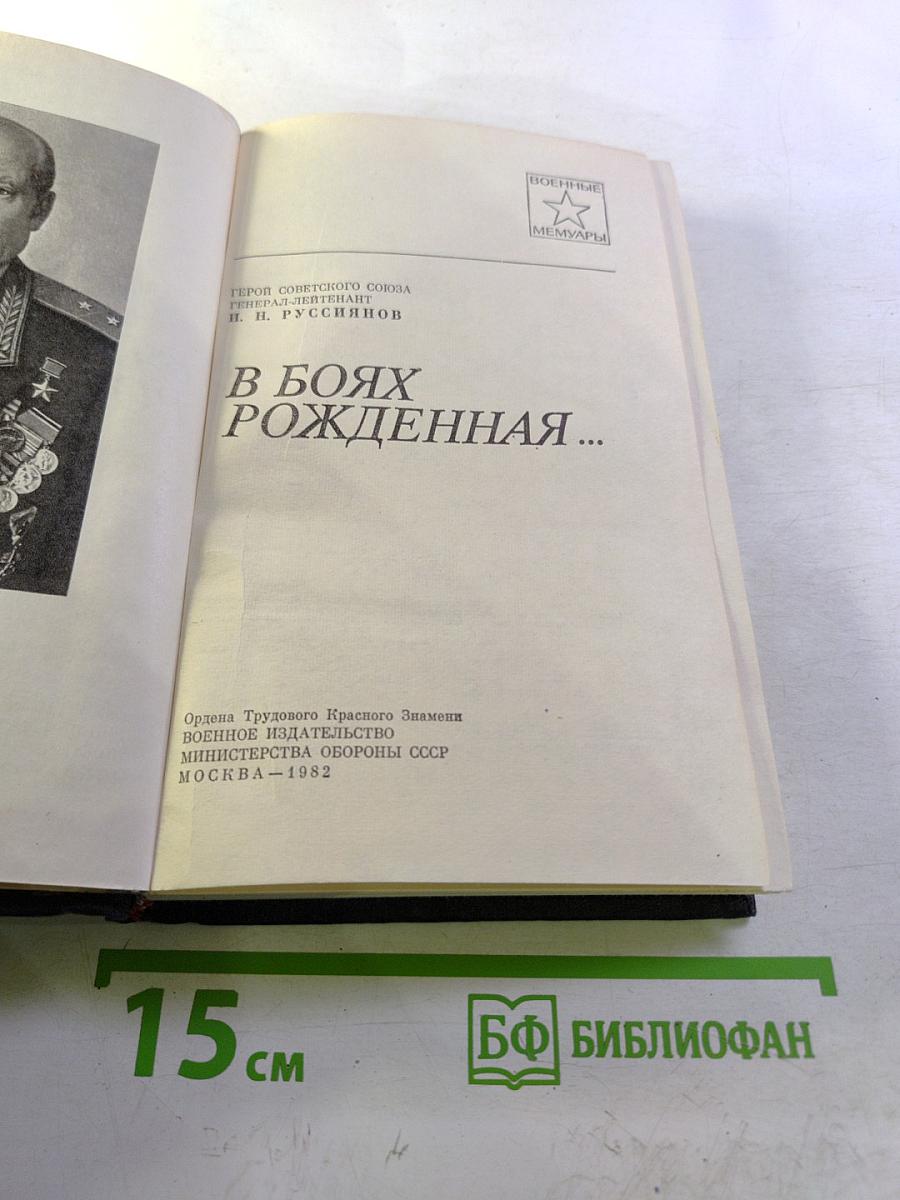 ВОЕННЫЕ
МЕМУАРЫ
ГЕРОЙ СОВЕТСКОГО СОЮЗА
ГЕНЕРАЛ-ЛЕЙТЕНАНТ
И. Н. РУССИЯНОВ
В БОЯХ
РОЖДЕННАЯ...
Ордена Трудового Красного Знамени
ВОЕННОЕ ИЗДАТЕЛЬСТВО
МИНИСТЕРСТВА ОБОРОНЫ СССР
МОСКВА — 1982
15 см
БФ БИБЛИОФАН